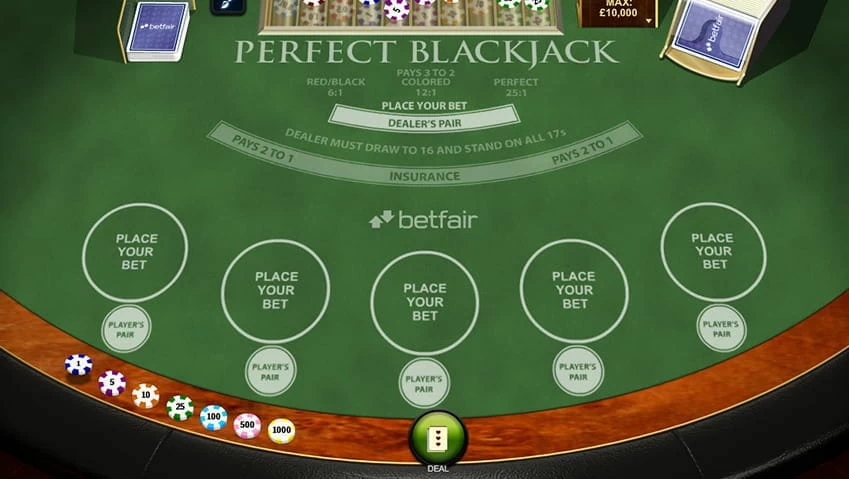 MAX:
£10,000
betfair
betfair
PERFECT BLACKJACK
PAYS 3 TO 2
RED/BLACK
6:1
COLORED
12:1
PERFECT
25:1
PLACE YOUR BET
DEALER'S PAIR
DEALER MUST DRAW TO 16 AND STAND ON ALL 17s
PAYS 2 TO 1
INSURANCE
PAYS 2 TO 1
betfair
PLACE
YOUR
BET
PLACE
YOUR
BET
PLACE
YOUR
BET
PLACE
YOUR
BET
PLACE
YOUR
BET
PLAYER'S
PAIR
PLAYER'S
PAIR
PLAYER'S
PAIR
PLAYER'S
PAIR
PLAYER'S
PAIR
1
5
10
25
100
500
1000
DEAL